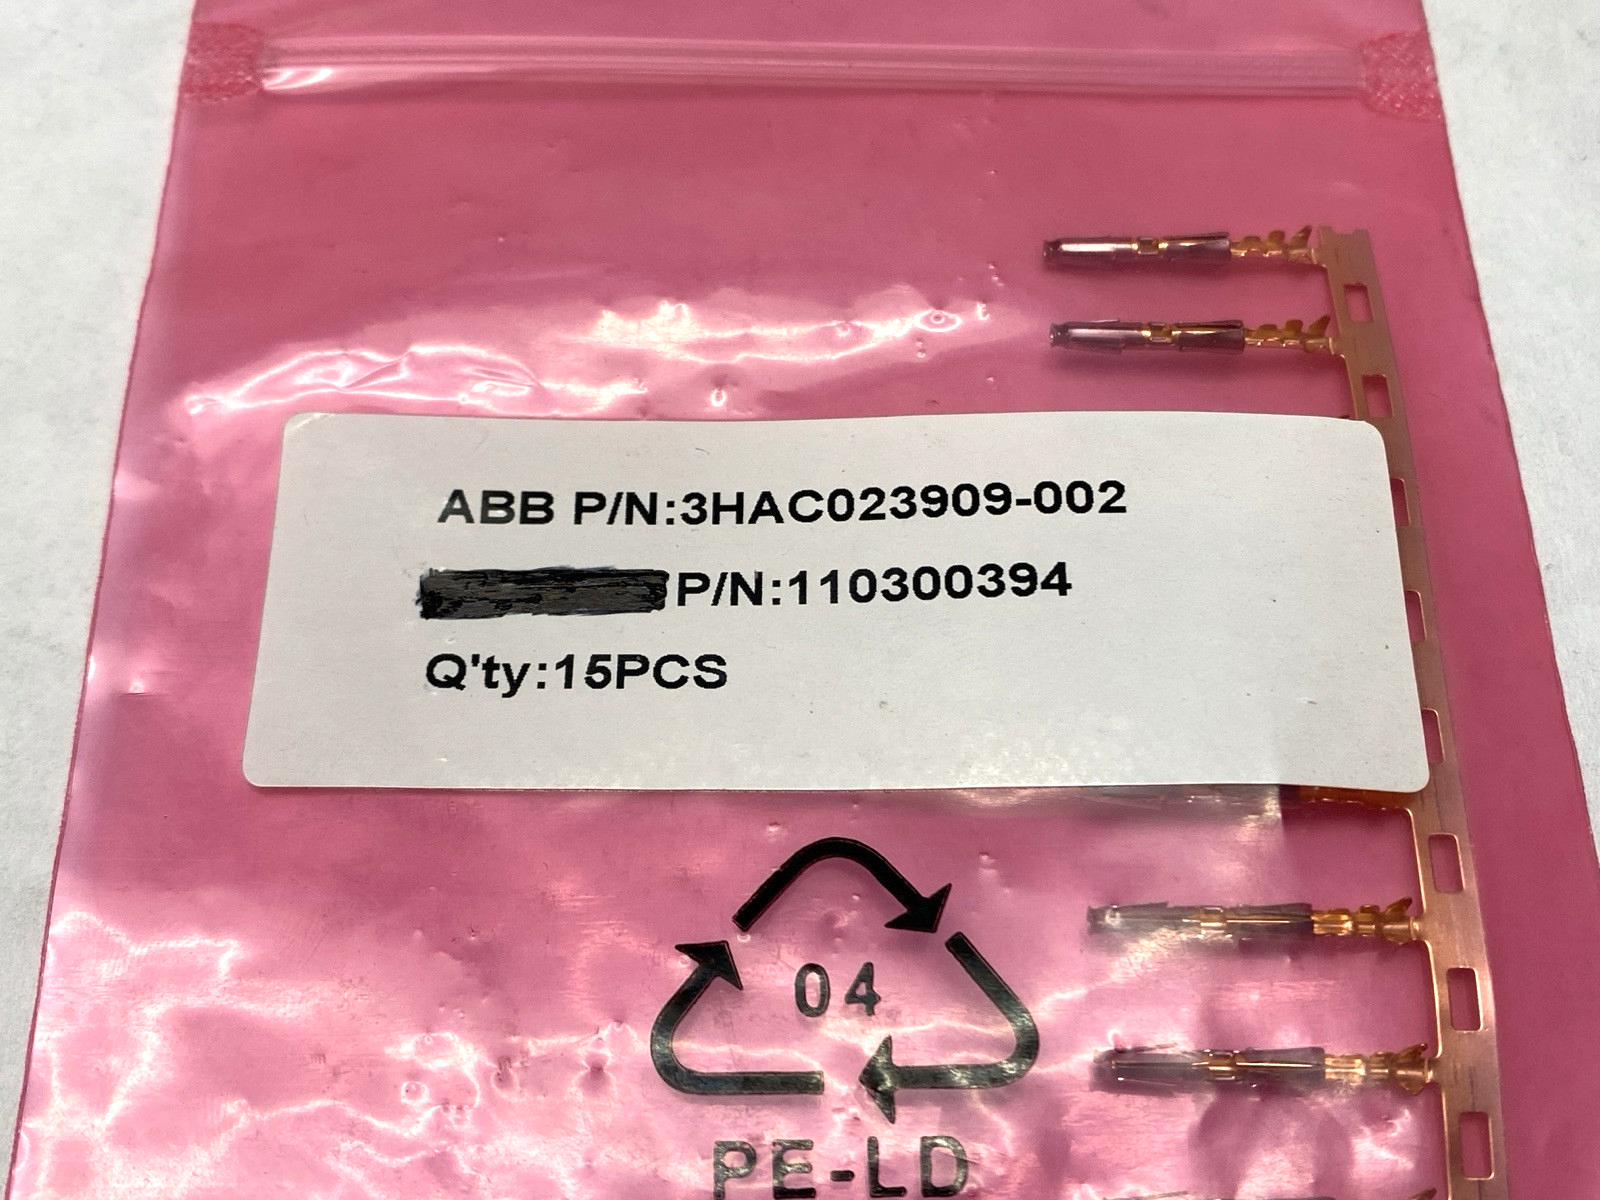 ABB P/N:3HAC023909-002
P/N:110300394
Q'ty:15PCS
04
PE-LD